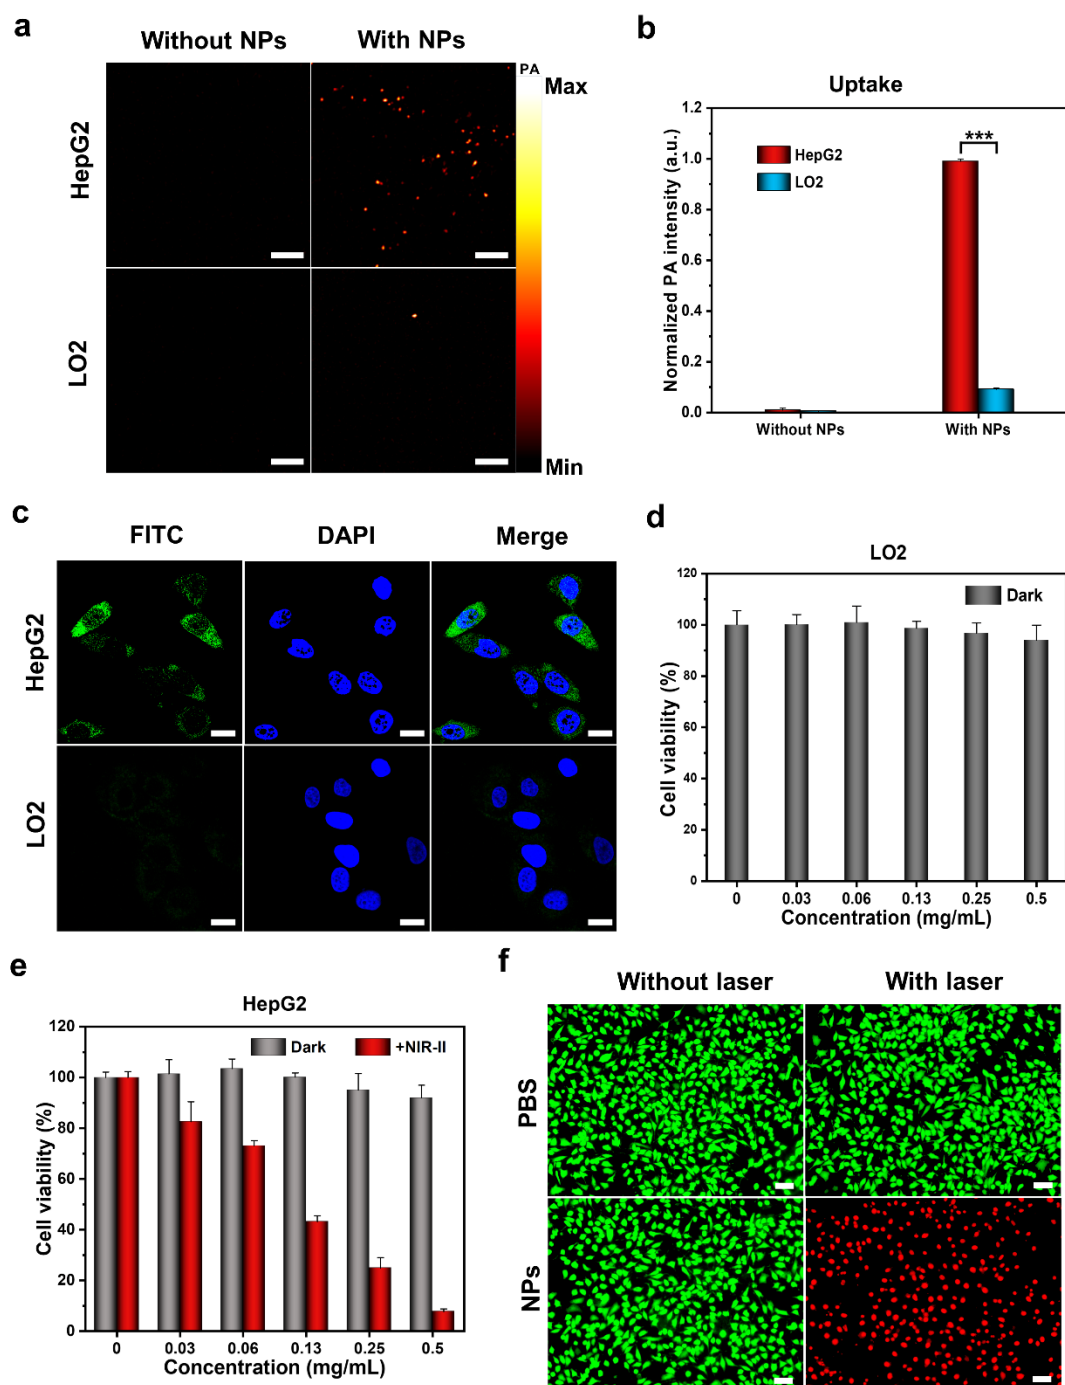 a
Without NPs With NPs
HepG2
LO2
PA
Max
Min
b
Uptake
Normalized PA intensity (a.u.)
1.2
1.0
0.8
0.6
0.4
0.2
0.0
HepG2
LO2
***
Without NPs With NPs
c
FITC DAPI Merge
HepG2
LO2
d
LO2
Cell viability (%)
120
100
80
60
40
20
0
Dark
0 0.03 0.06 0.13 0.25 0.5
Concentration (mg/mL)
e
HepG2
Cell viability (%)
120
100
80
60
40
20
0
Dark +NIR-II
0 0.03 0.06 0.13 0.25 0.5
Concentration (mg/mL)
f
Without laser With laser
PBS
NPs